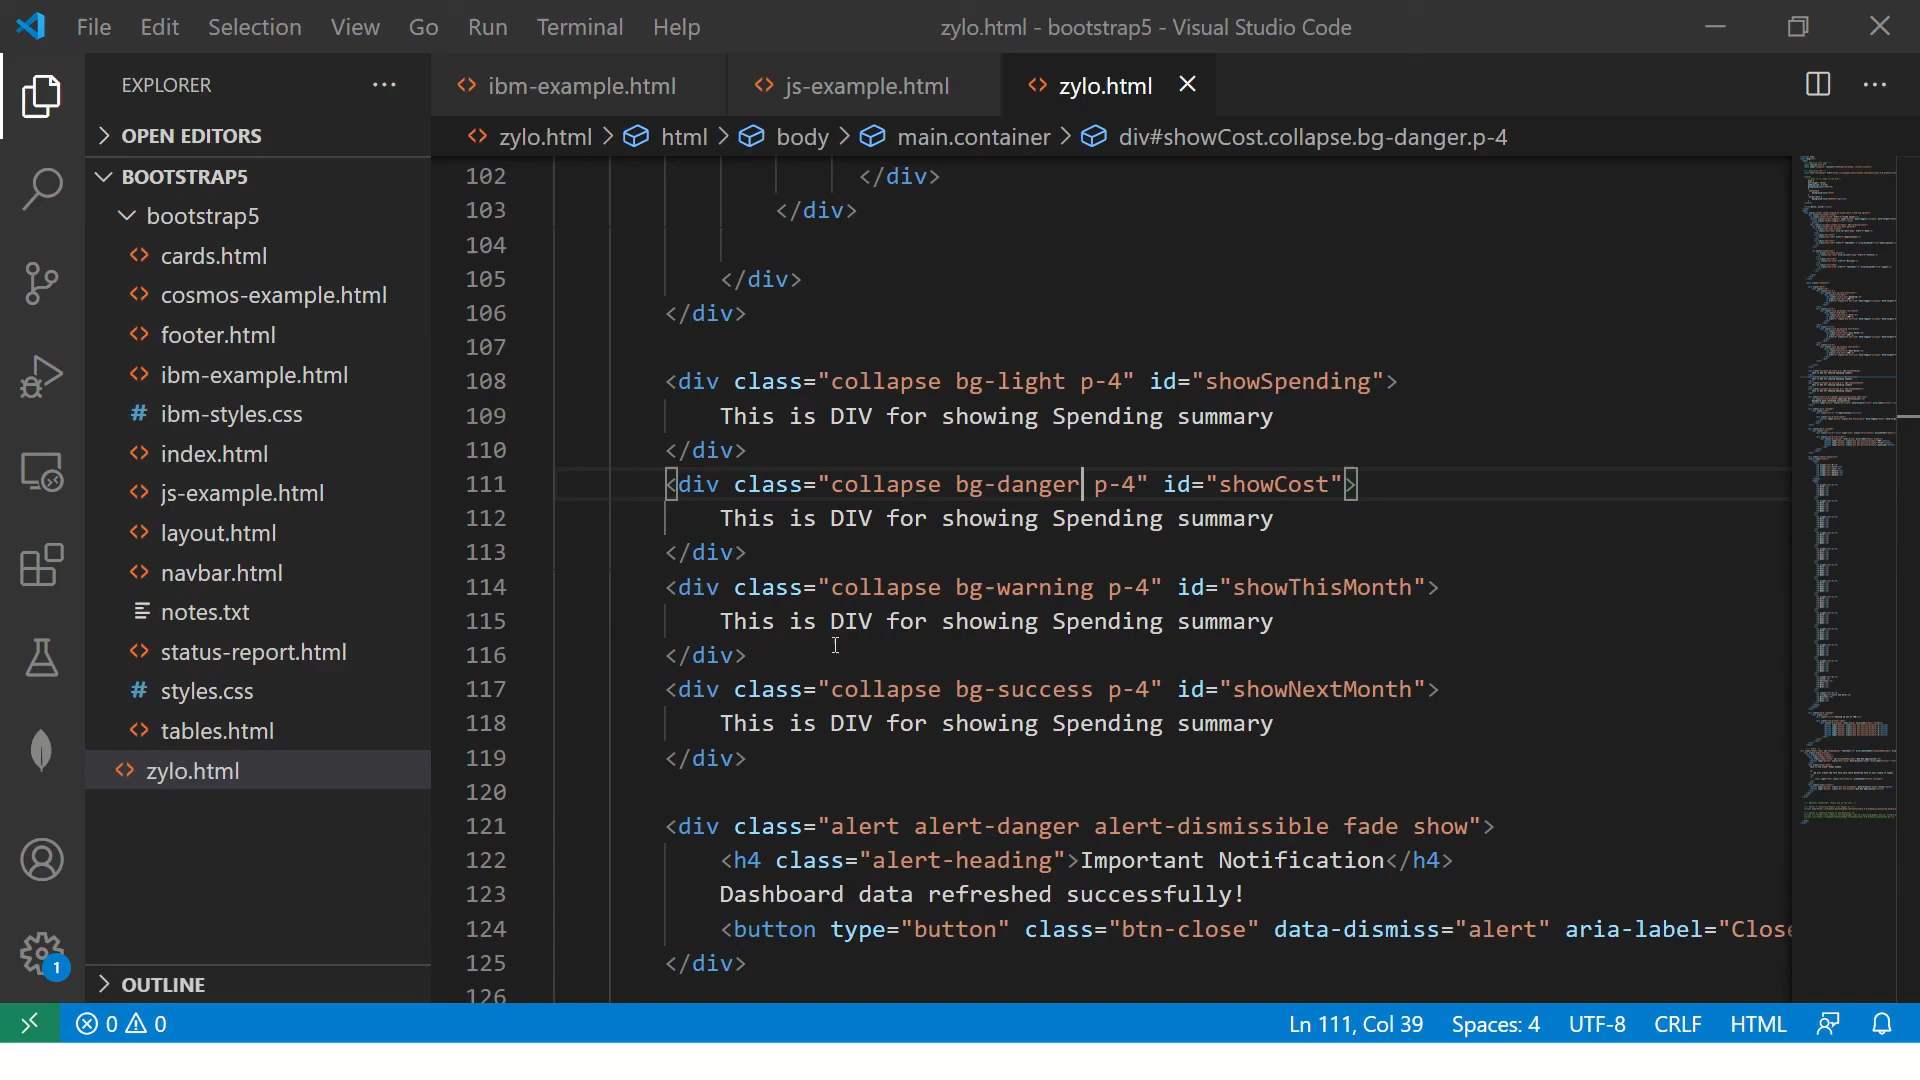 File Edit Selection View Go Run Terminal Help zylo.html - bootstrap5 - Visual Studio Code
EXPLORER ...
OPEN EDITORS
BOOTSTRAP5
bootstrap5
cards.html
cosmos-example.html
footer.html
ibm-example.html
ibm-styles.css
index.html
js-example.html
layout.html
navbar.html
notes.txt
status-report.html
styles.css
tables.html
zylo.html
OUTLINE
ibm-example.html js-example.html zylo.html
zylo.html > html > body > main.container > div#showCost.collapse.bg-danger.p-4
102 </div>
103 </div>
104
105 </div>
106 </div>
107
108 <div class="collapse bg-light p-4" id="showSpending">
109 This is DIV for showing Spending summary
110 </div>
111 <div class="collapse bg-danger p-4" id="showCost">
112 This is DIV for showing Spending summary
113 </div>
114 <div class="collapse bg-warning p-4" id="showThisMonth">
115 This is DIV for showing Spending summary
116 </div>
117 <div class="collapse bg-success p-4" id="showNextMonth">
118 This is DIV for showing Spending summary
119 </div>
120
121 <div class="alert alert-danger alert-dismissible fade show">
122 <h4 class="alert-heading">Important Notification</h4>
123 Dashboard data refreshed successfully!
124 <button type="button" class="btn-close" data-dismiss="alert" aria-label="Close
125 </div>
126
1
0 0 Ln 111, Col 39 Spaces: 4 UTF-8 CRLF HTML